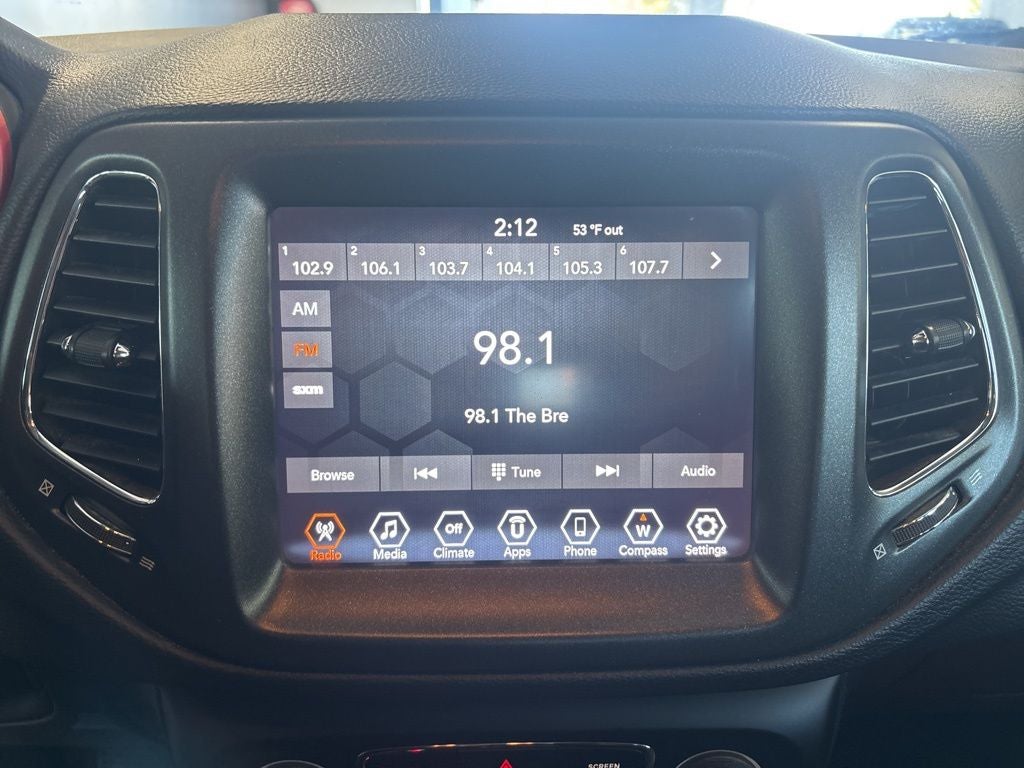 2:12 53 °F out
1 2 3 4 5 6
102.9 106.1 103.7 104.1 105.3 107.7
AM
FM
sxm
98.1
98.1 The Bre
Browse Tune Audio
Off U W
Radio Media Climate Apps Phone Compass Settings
SCREEN